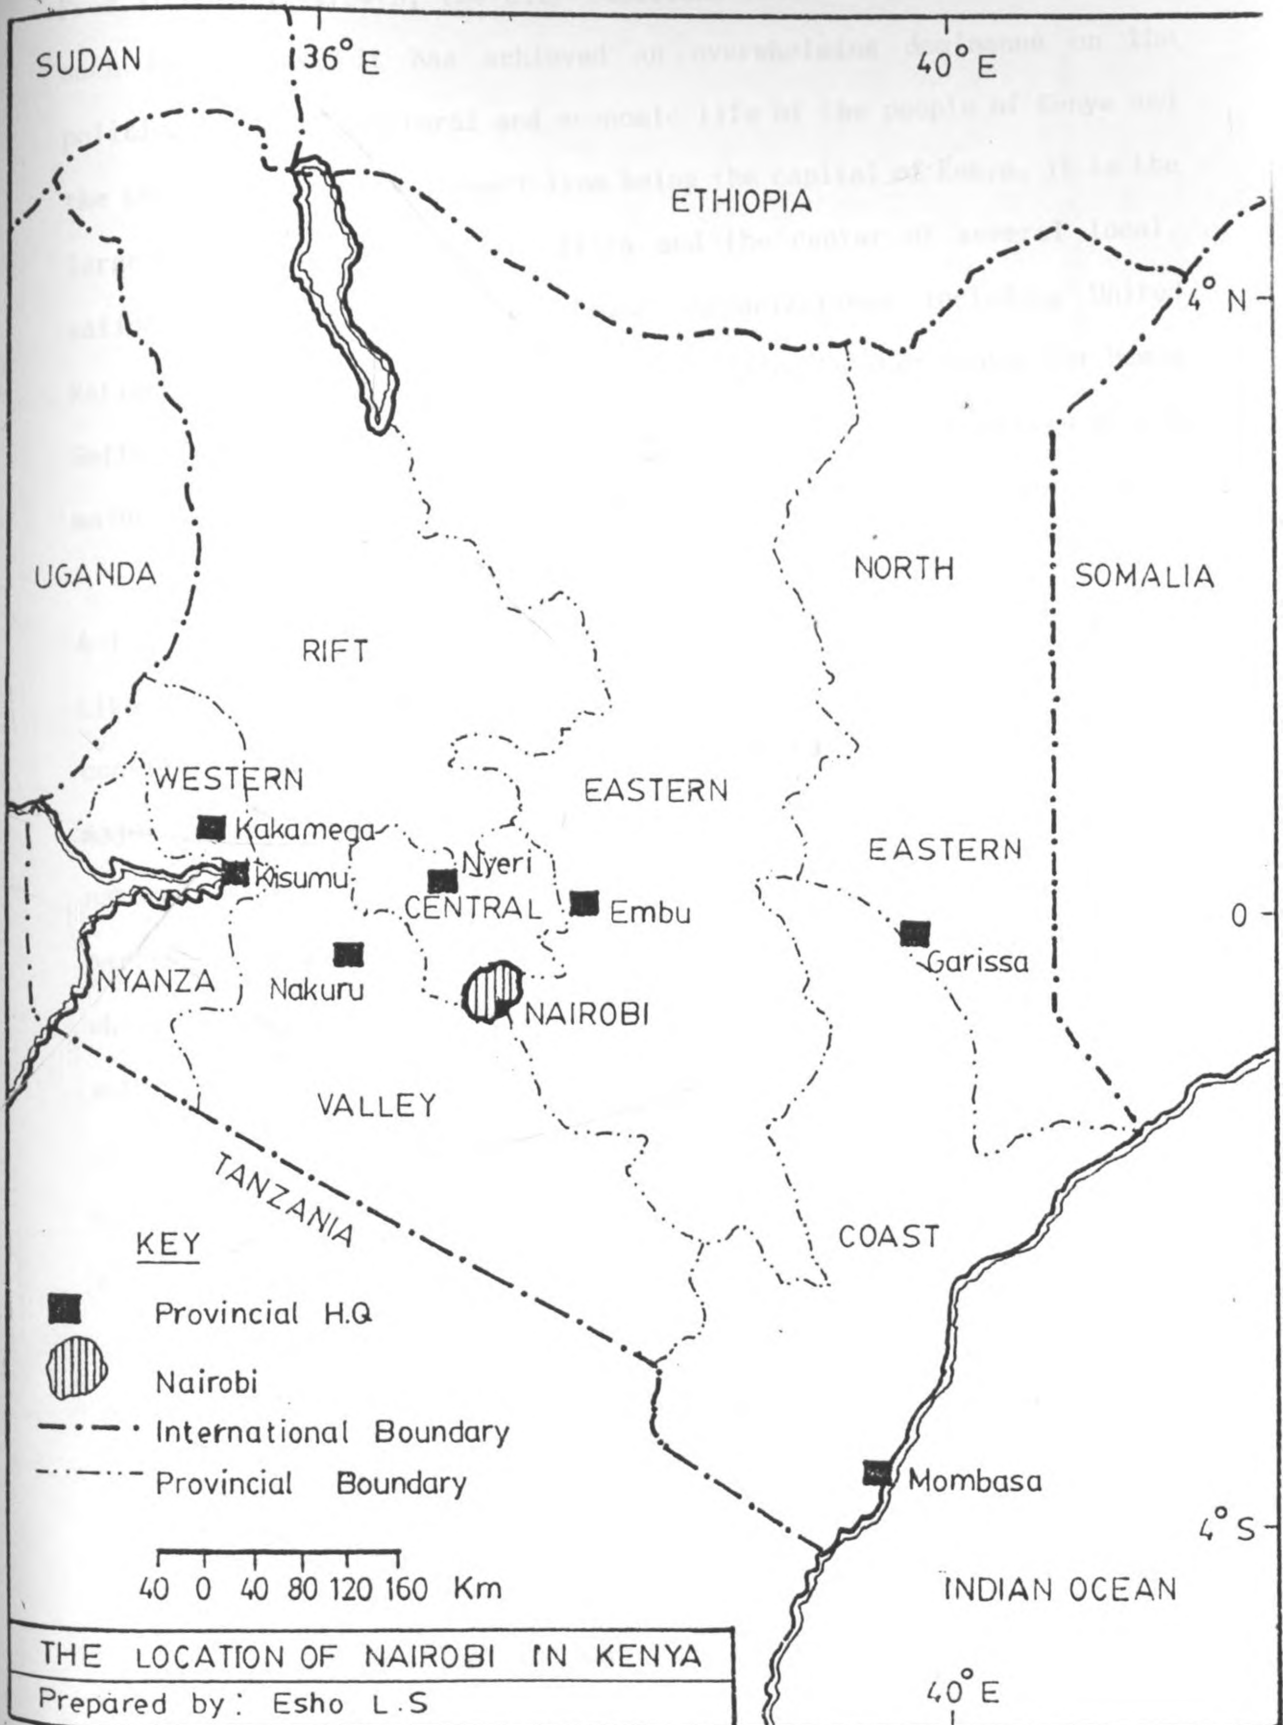 SUDAN
36° E
40° E
ETHIOPIA
4° N
UGANDA
NORTH
SOMALIA
RIFT
WESTERN
EASTERN
Kakamega
EASTERN
Nyeri
Kisumu
CENTRAL
Embu
0
Garissa
NYANZA
Nakuru
NAIROBI
VALLEY
TANZANIA
COAST
KEY
Provincial H.Q
Nairobi
International Boundary
Provincial Boundary
Mombasa
4° S
40 0 40 80 120 160 Km
INDIAN OCEAN
THE LOCATION OF NAIROBI IN KENYA
Prepared by: Esho L.S
40° E